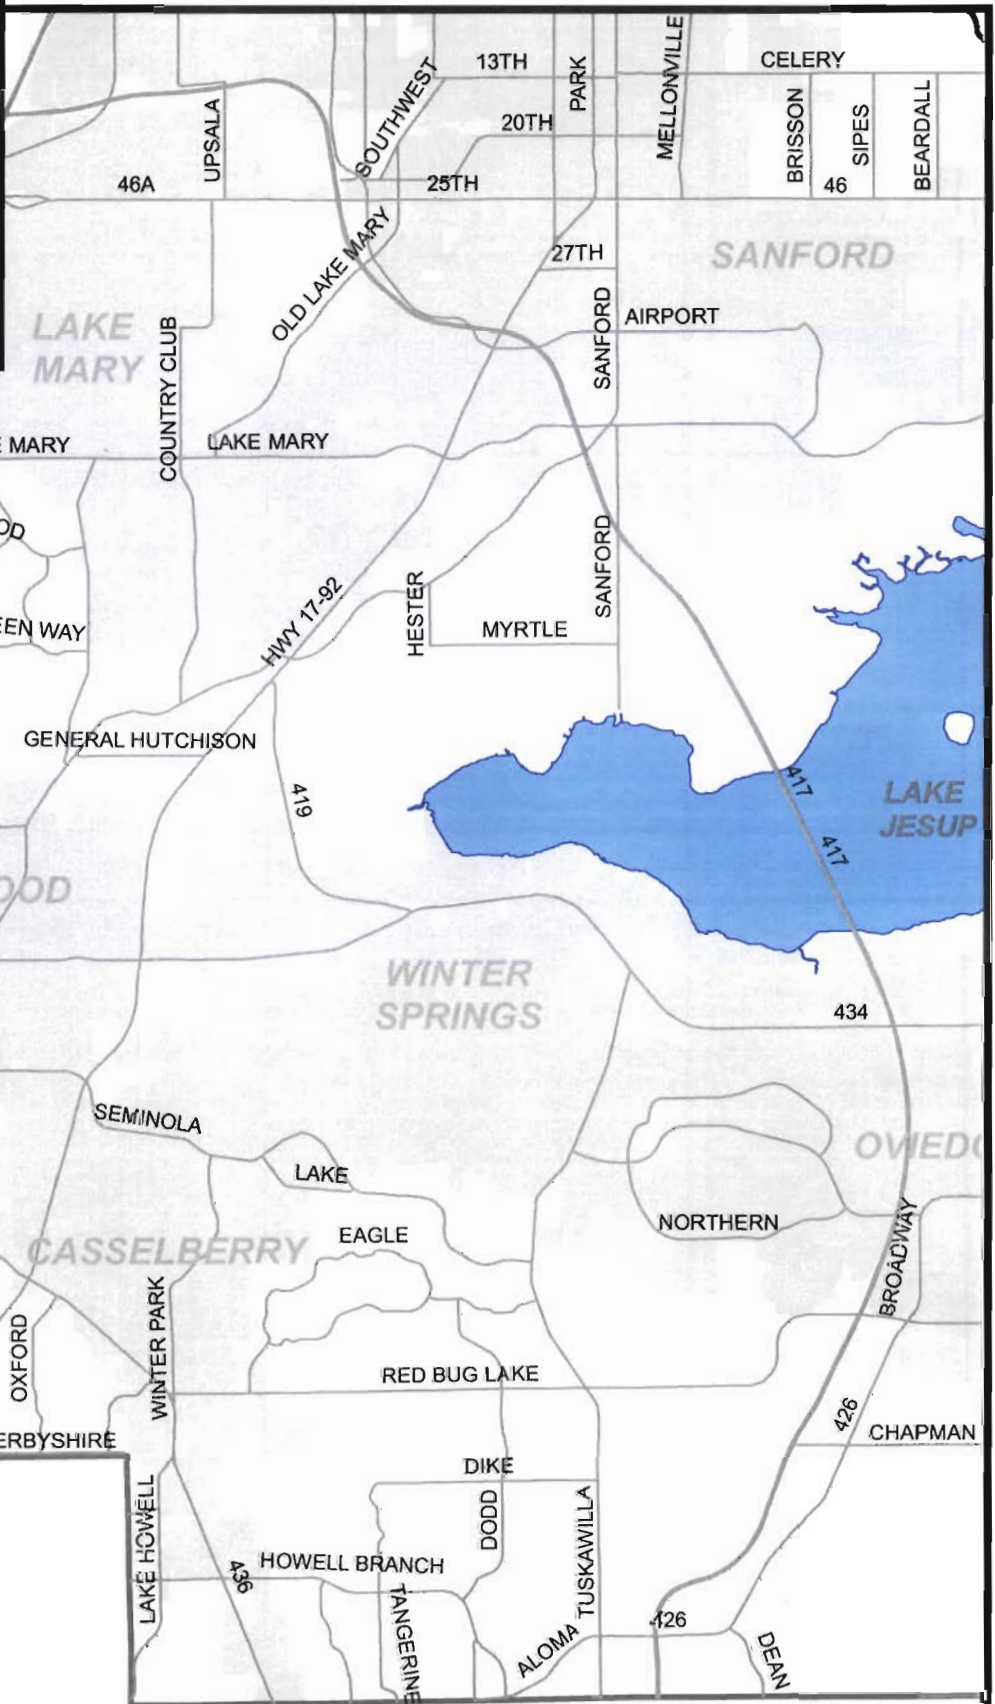 13TH
CELERY
MELLONVILLE
PARK
SOUTHWEST
UPSALA
20TH
BRISSON
SIPES
BEARDALL
46A
25TH
46
OLD LAKE MARY
27TH
SANFORD
LAKE
MARY
SANFORD
AIRPORT
COUNTRY CLUB
E MARY
LAKE MARY
OD
HWY 17-92
HESTER
SANFORD
EEN WAY
MYRTLE
GENERAL HUTCHISON
419
417
LAKE
JESUP
417
OOD
WINTER
SPRINGS
434
SEMINOLA
LAKE
OVIEDO
NORTHERN
EAGLE
CASSELBERRY
BROADWAY
WINTER PARK
OXFORD
RED BUG LAKE
426
CHAPMAN
ERBYSHIRE
DIKE
LAKE HOWELL
DODD
TUSKAWILLA
HOWELL BRANCH
436
TANGERINE
ALOMA
426
DEAN